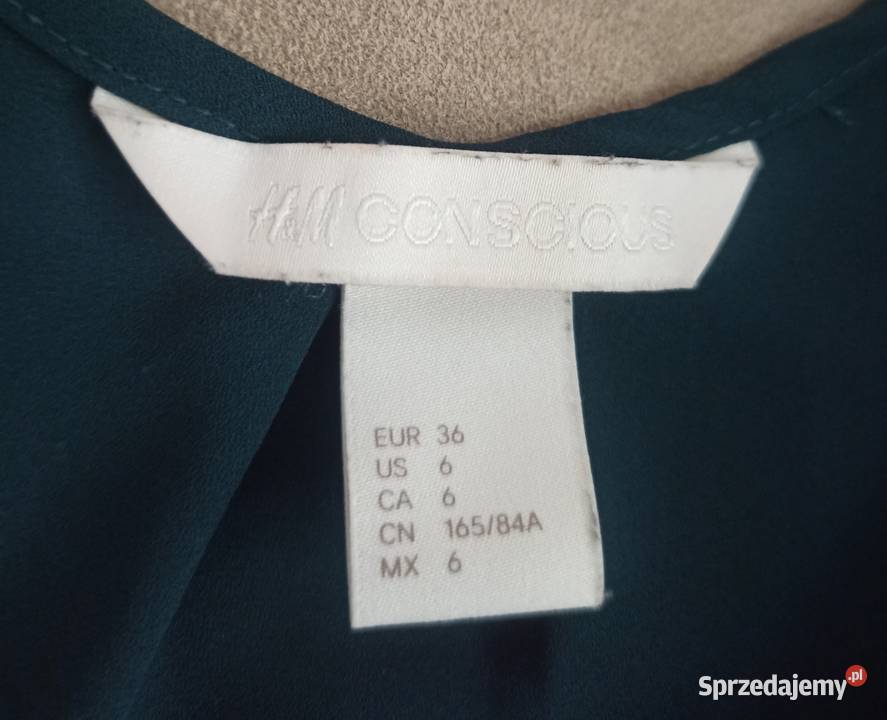 H&M CONSCIOUS
EUR 36
US 6
CA 6
CN 165/84A
MX 6
Sprzedajemy.pl